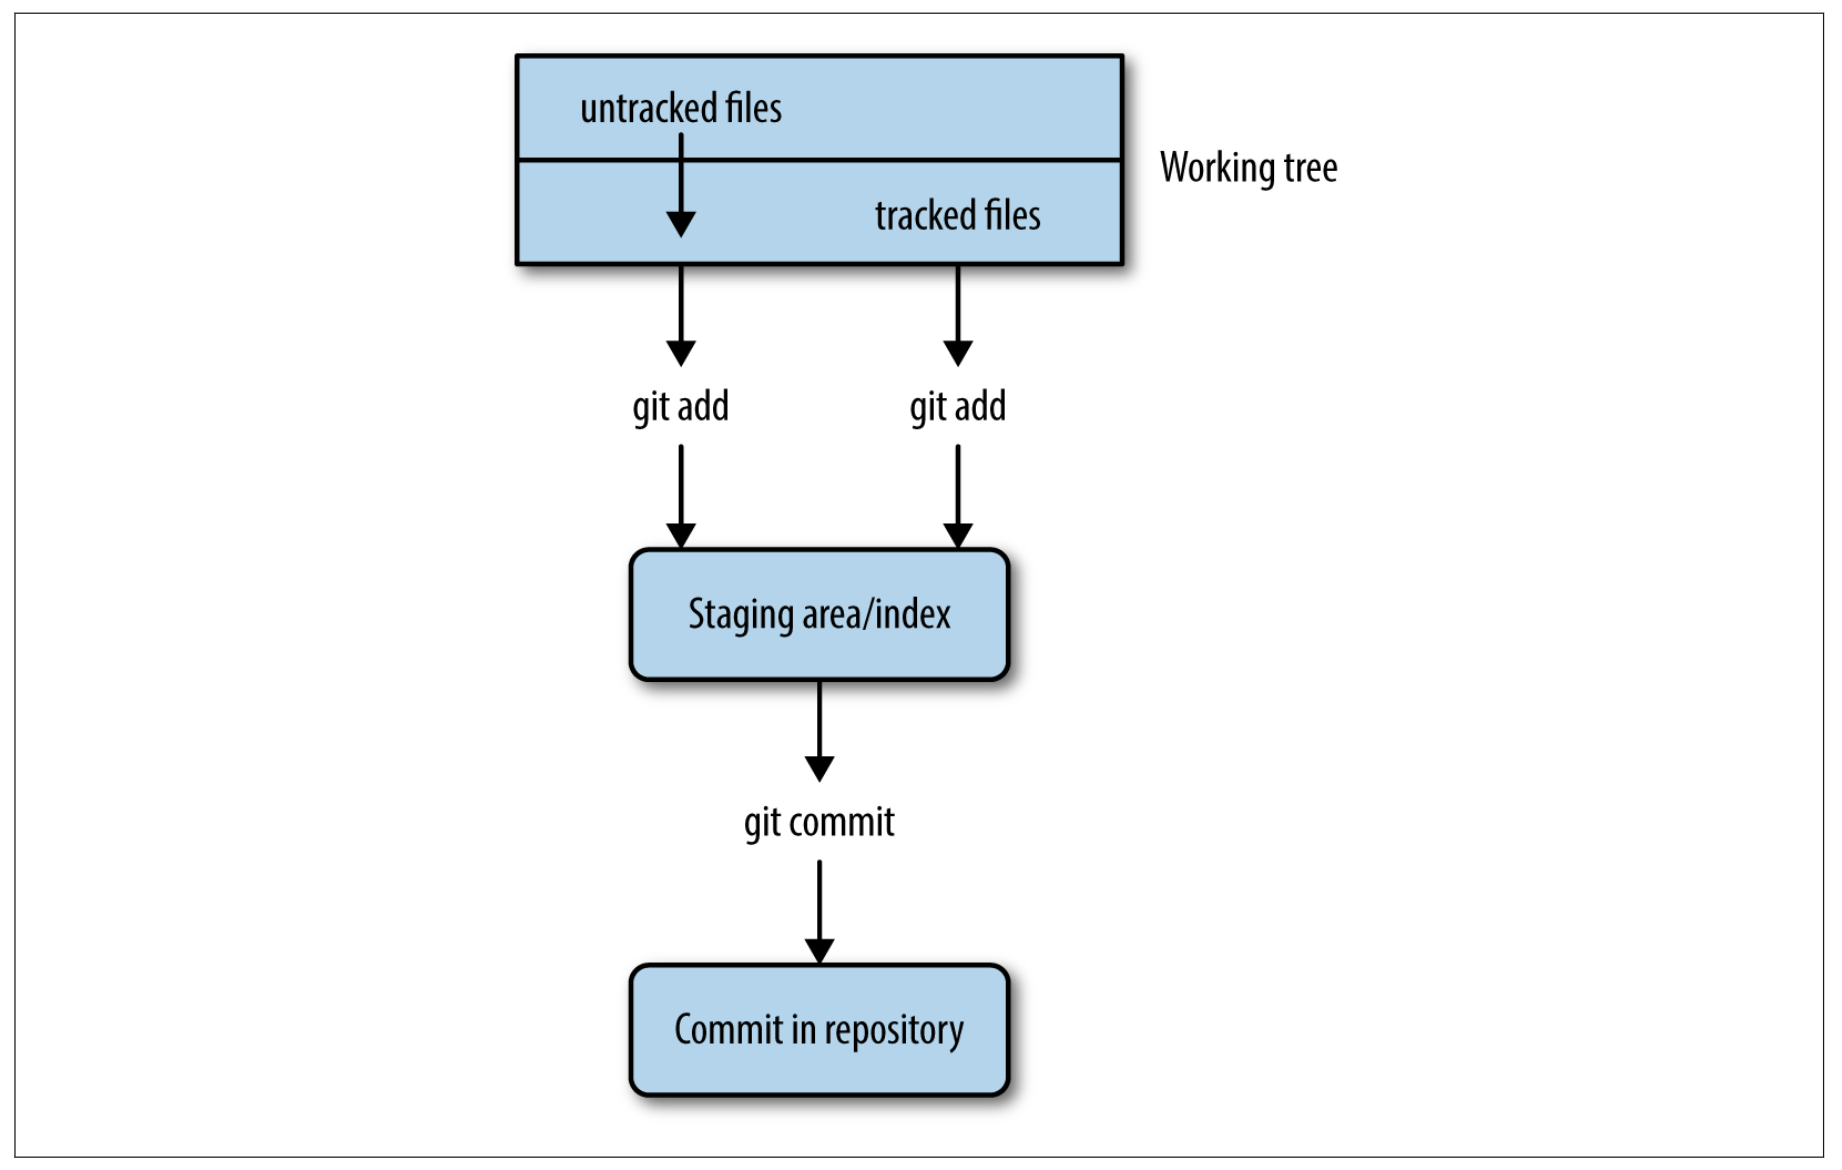 untracked files
Working tree
tracked files
git add
git add
Staging area/index
git commit
Commit in repository